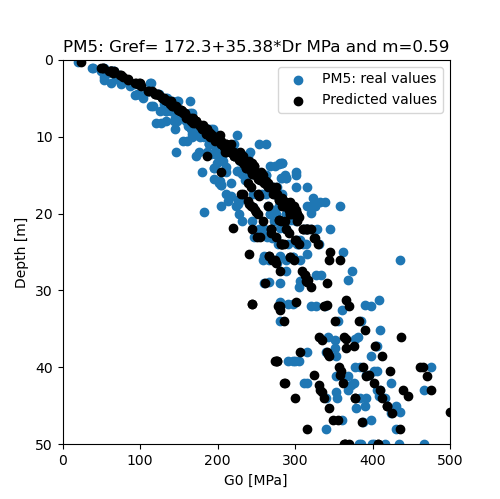 PM5: Gref= 172.3+35.38*Dr MPa and m=0.59
PM5: real values
Predicted values
0
10
20
30
40
50
Depth [m]
0
100
200
300
400
500
G0 [MPa]